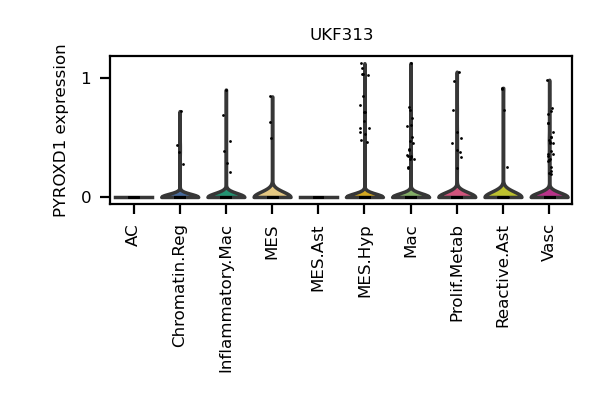 UKF313
PYROXD1 expression
1
0
AC
Chromatin.Reg
Inflammatory.Mac
MES
MES.Ast
MES.Hyp
Mac
Prolif.Metab
Reactive.Ast
Vasc